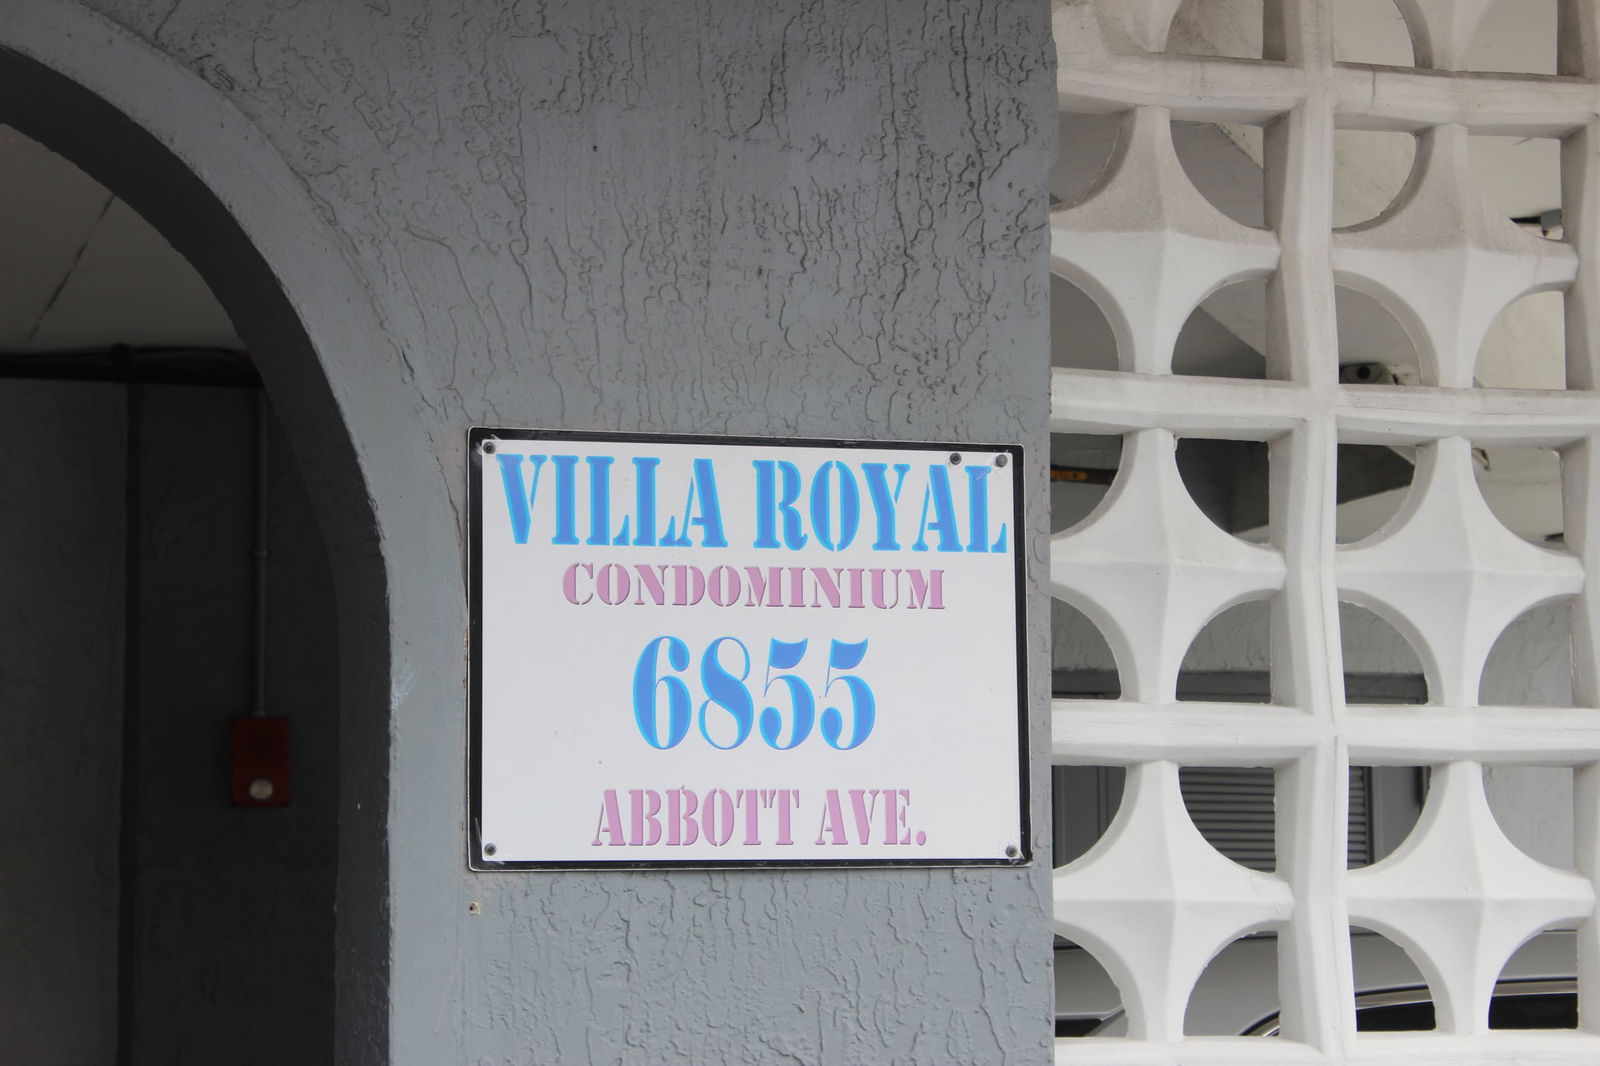 VILLA ROYAL
CONDOMINIUM
6855
ABBOTT AVE.